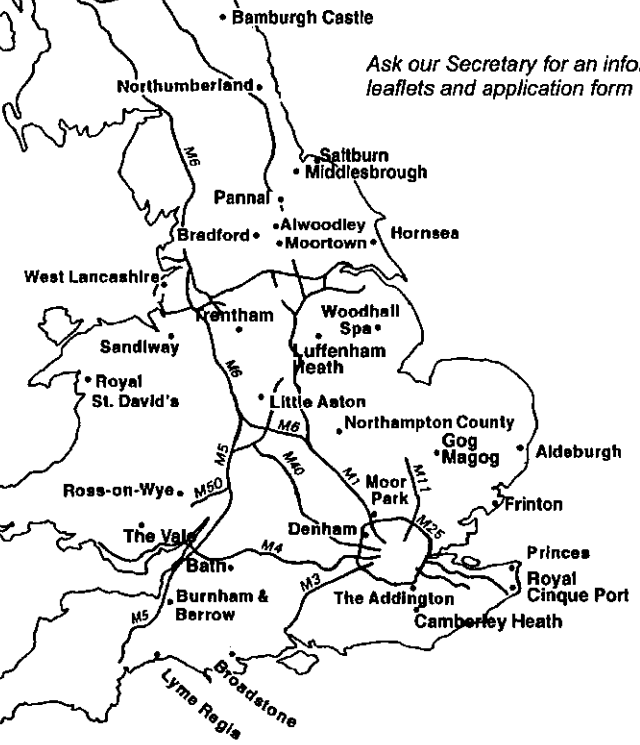 Bamburgh Castle
Ask our Secretary for an info
leaflets and application form
Northumberland
M6
Saltburn
Middlesbrough
Pannal
Alwoodley
Bradford
Moortown
Hornsea
West Lancashire
Trentham
Woodhall
Spa
Sandiway
Luffenham
Heath
M6
Royal
St. David's
Little Aston
M6
Northampton County
Gog
Magog
Aldeburgh
M5
M40
M1
M11
Moor
Park
Ross-on-Wye
M50
Frinton
The Vale
Denham
M25
M4
Princes
Bath
M3
Royal
Cinque Port
The Addington
Burnham &
Berrow
M5
Camberley Heath
Lyme Regis
Broadstone